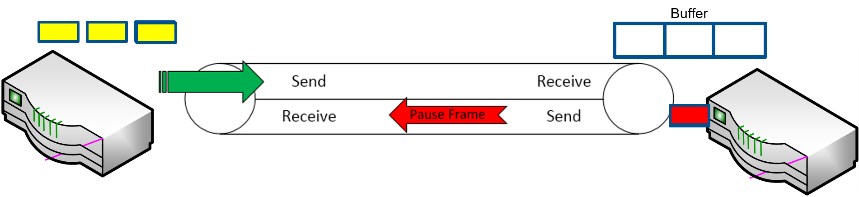 Buffer
Send Receive
Pause Frame
Receive Send